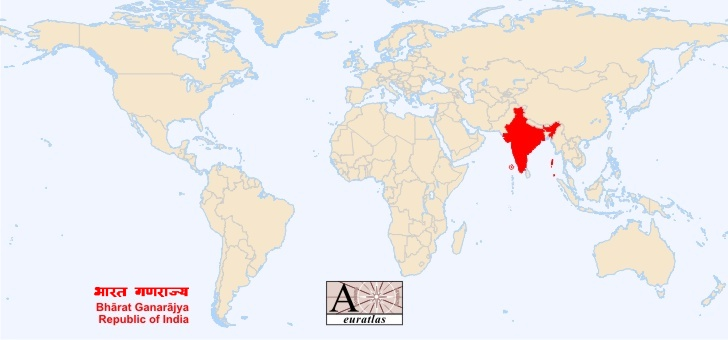 भारत गणराज्य
Bhārat Ganarājya
Republic of India
A
euratlas